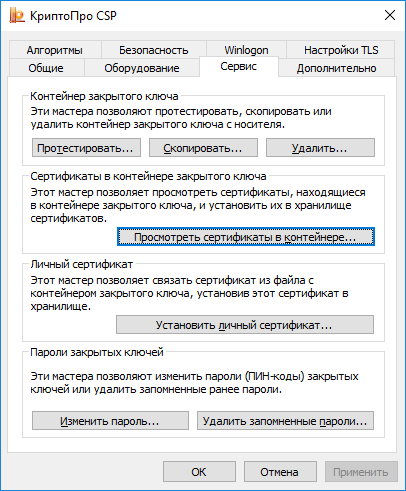 КриптоПро CSP
Алгоритмы Безопасность Winlogon Настройки TLS
Общие Оборудование Сервис Дополнительно
Контейнер закрытого ключа
Эти мастера позволяют протестировать, скопировать или
удалить контейнер закрытого ключа с носителя.
Протестировать... Скопировать... Удалить...
Сертификаты в контейнере закрытого ключа
Этот мастер позволяет просмотреть сертификаты, находящиеся
в контейнере закрытого ключа, и установить их в хранилище
сертификатов.
Просмотреть сертификаты в контейнере...
Личный сертификат
Этот мастер позволяет связать сертификат из файла с
контейнером закрытого ключа, установив этот сертификат в
хранилище.
Установить личный сертификат...
Пароли закрытых ключей
Эти мастера позволяют изменить пароли (ПИН-коды) закрытых
ключей или удалить запомненные ранее пароли.
Изменить пароль... Удалить запомненные пароли...
ОК Отмена Применить